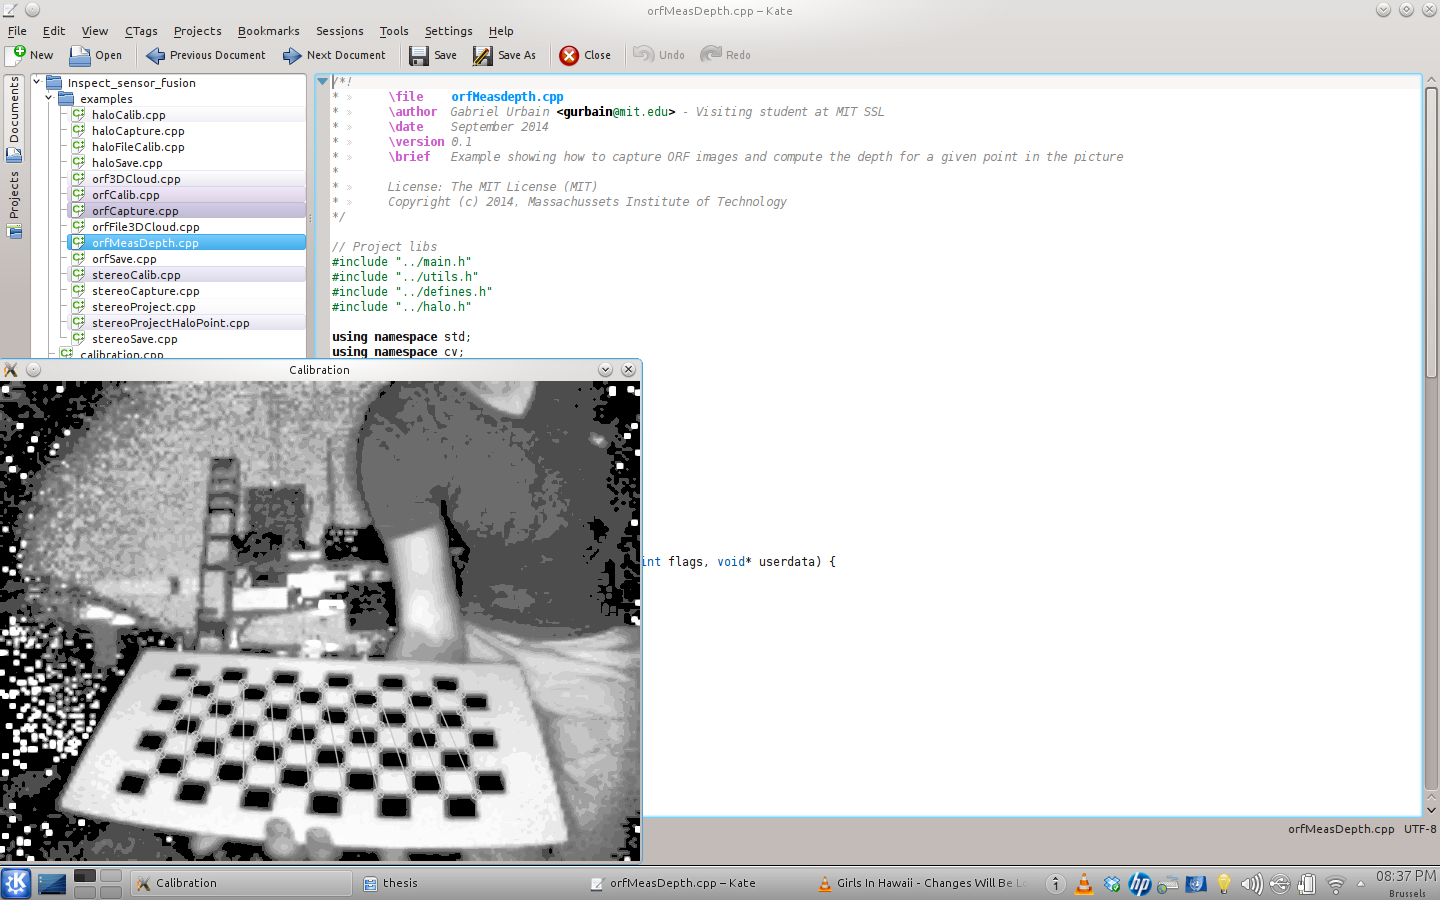 orfMeasDepth.cpp – Kate
File Edit View CTags Projects Bookmarks Sessions Tools Settings Help
New Open Previous Document Next Document Save Save As Close Undo Redo
Documents
Projects
Inspect_sensor_fusion
examples
haloCalib.cpp
haloCapture.cpp
haloFileCalib.cpp
haloSave.cpp
orf3DCloud.cpp
orfCalib.cpp
orfCapture.cpp
orfFile3DCloud.cpp
orfMeasDepth.cpp
orfSave.cpp
stereoCalib.cpp
stereoCapture.cpp
stereoProject.cpp
stereoProjectHaloPoint.cpp
stereoSave.cpp
calibration.cpp
/*!
* » \file orfMeasdepth.cpp
* » \author Gabriel Urbain <gurbain@mit.edu> - Visiting student at MIT SSL
* » \date September 2014
* » \version 0.1
* » \brief Example showing how to capture ORF images and compute the depth for a given point in the picture
*
* » License: The MIT License (MIT)
* » Copyright (c) 2014, Massachussets Institute of Technology
*/
// Project libs
#include "../main.h"
#include "../utils.h"
#include "../defines.h"
#include "../halo.h"
using namespace std;
using namespace cv;
int flags, void* userdata) {
Calibration
orfMeasDepth.cpp UTF-8
Calibration thesis orfMeasDepth.cpp – Kate Girls In Hawaii - Changes Will Be Lo 1 hp 08:37 PM
Brussels